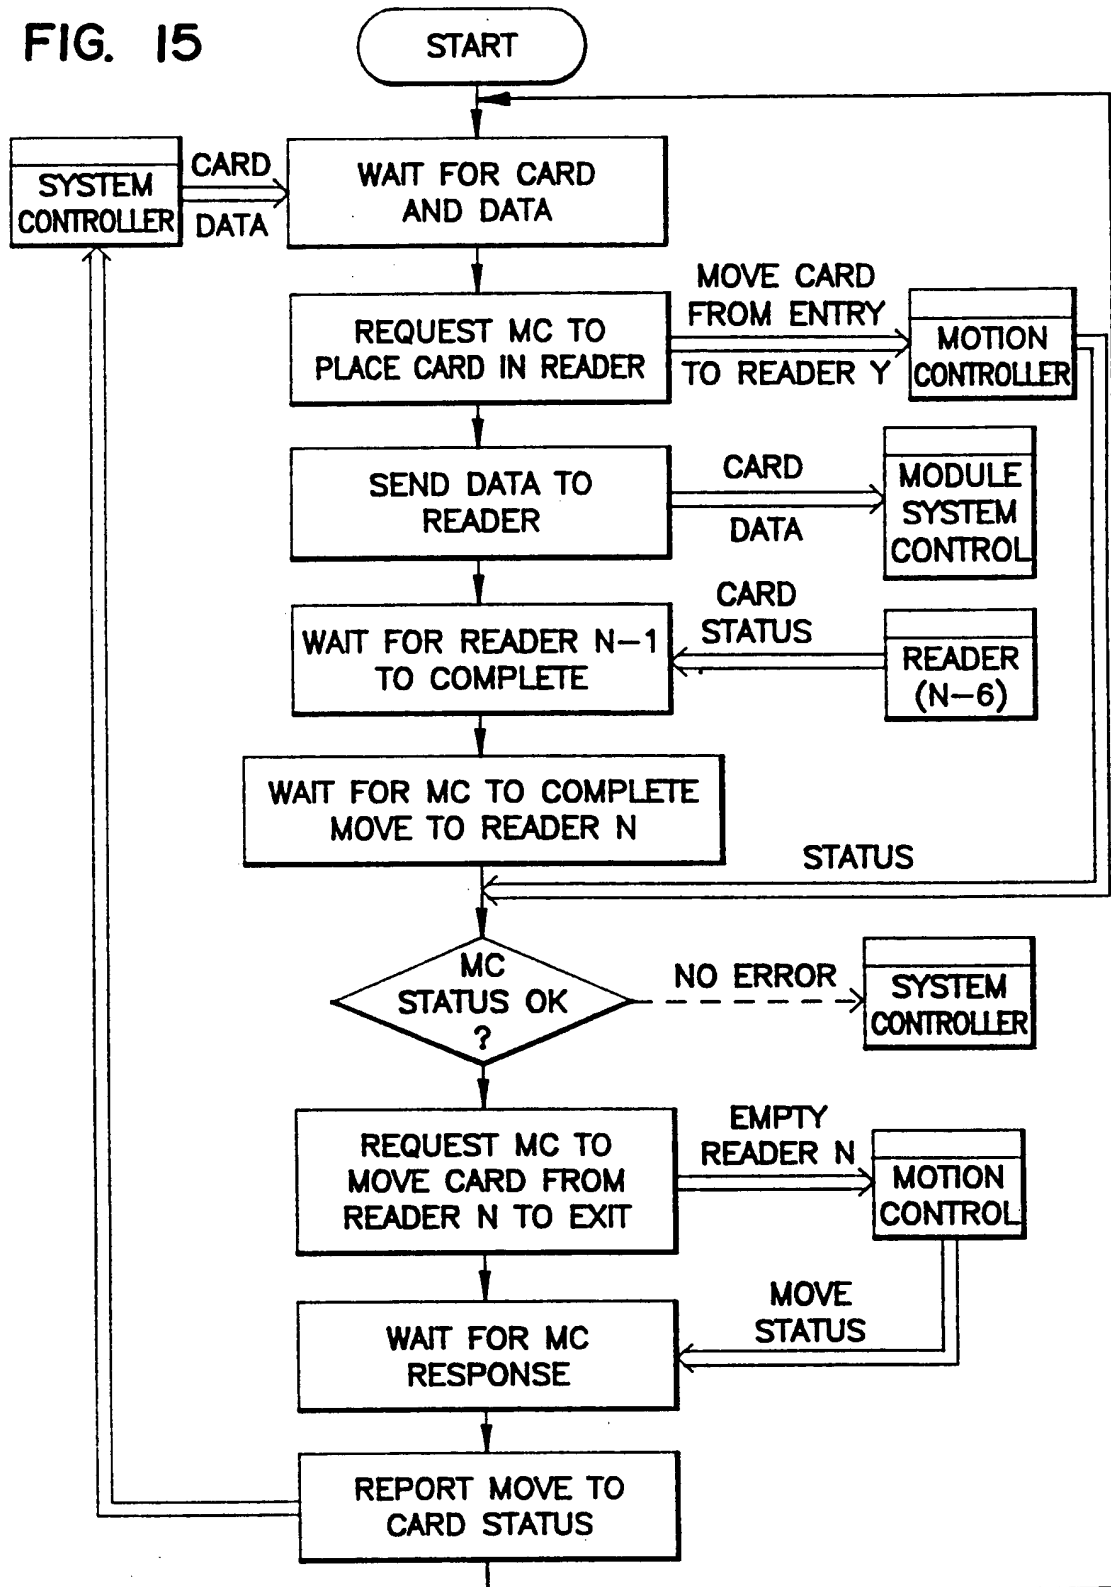 FIG. 15
START
SYSTEM
CONTROLLER
CARD
DATA
WAIT FOR CARD
AND DATA
REQUEST MC TO
PLACE CARD IN READER
MOVE CARD
FROM ENTRY
TO READER Y
MOTION
CONTROLLER
SEND DATA TO
READER
CARD
DATA
MODULE
SYSTEM
CONTROL
WAIT FOR READER N-1
TO COMPLETE
CARD
STATUS
READER
(N-6)
WAIT FOR MC TO COMPLETE
MOVE TO READER N
STATUS
MC
STATUS OK
?
NO ERROR
SYSTEM
CONTROLLER
REQUEST MC TO
MOVE CARD FROM
READER N TO EXIT
EMPTY
READER N
MOTION
CONTROL
WAIT FOR MC
RESPONSE
MOVE
STATUS
REPORT MOVE TO
CARD STATUS